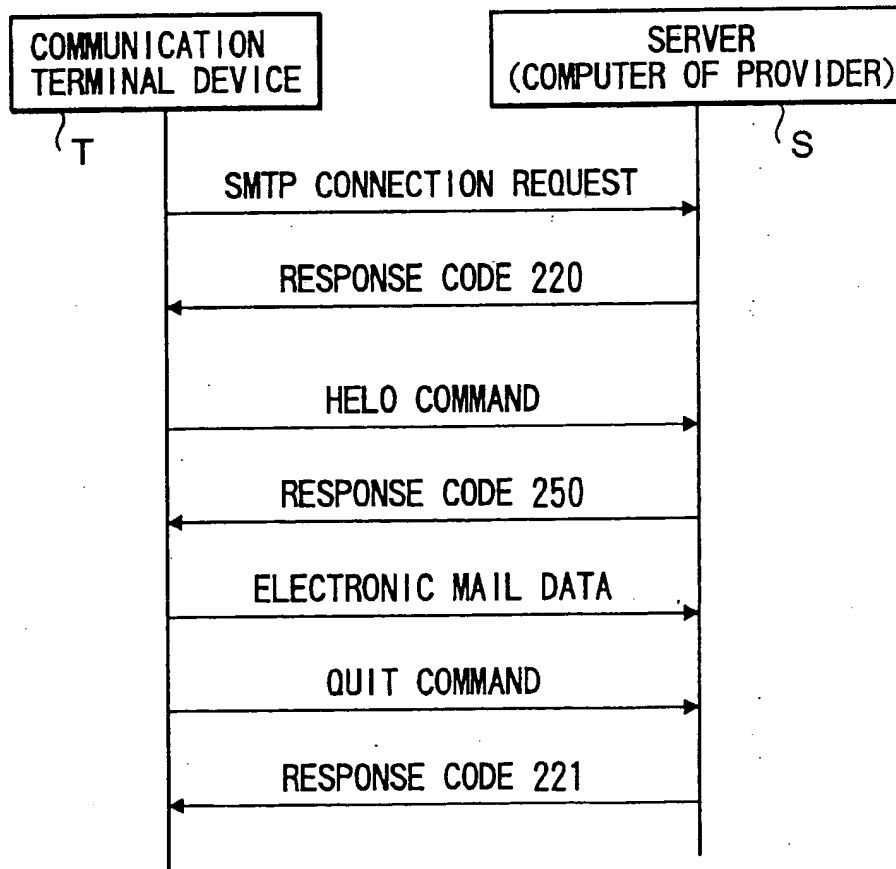 COMMUNICATION
TERMINAL DEVICE
SERVER
(COMPUTER OF PROVIDER)
T
S
SMTP CONNECTION REQUEST
RESPONSE CODE 220
HELO COMMAND
RESPONSE CODE 250
ELECTRONIC MAIL DATA
QUIT COMMAND
RESPONSE CODE 221